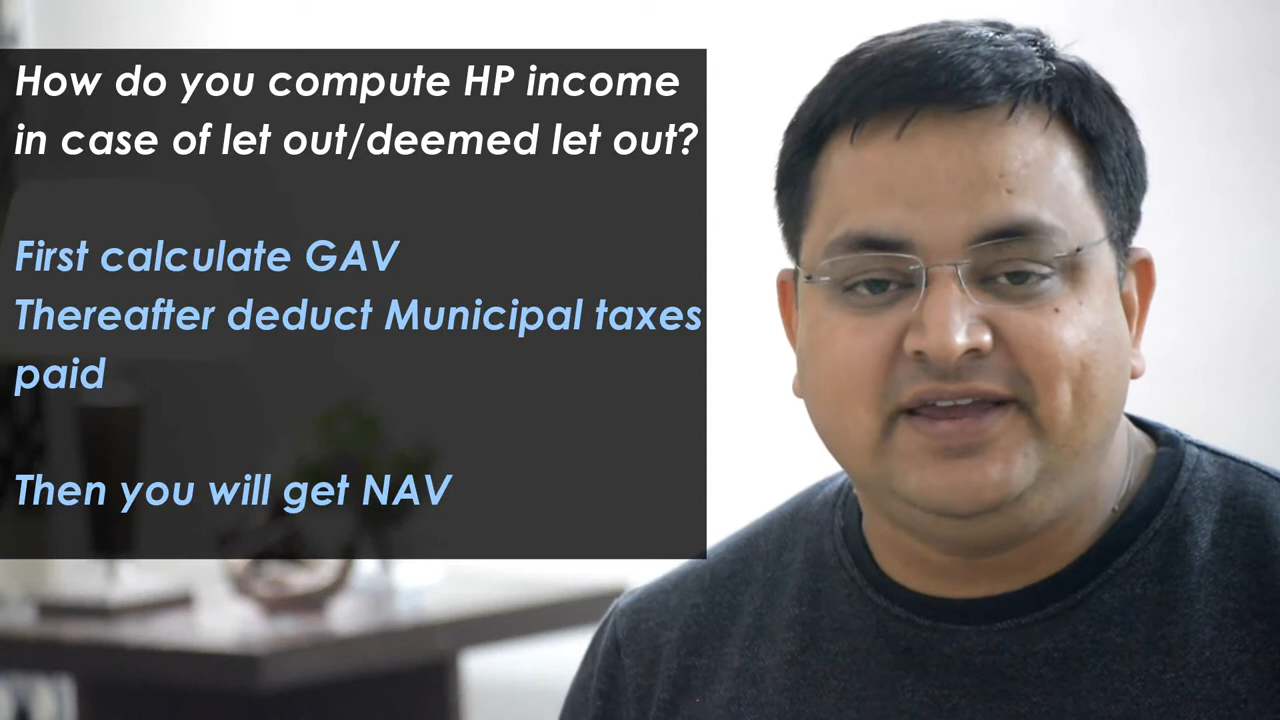 How do you compute HP income
in case of let out/deemed let out?
First calculate GAV
Thereafter deduct Municipal taxes
paid
Then you will get NAV